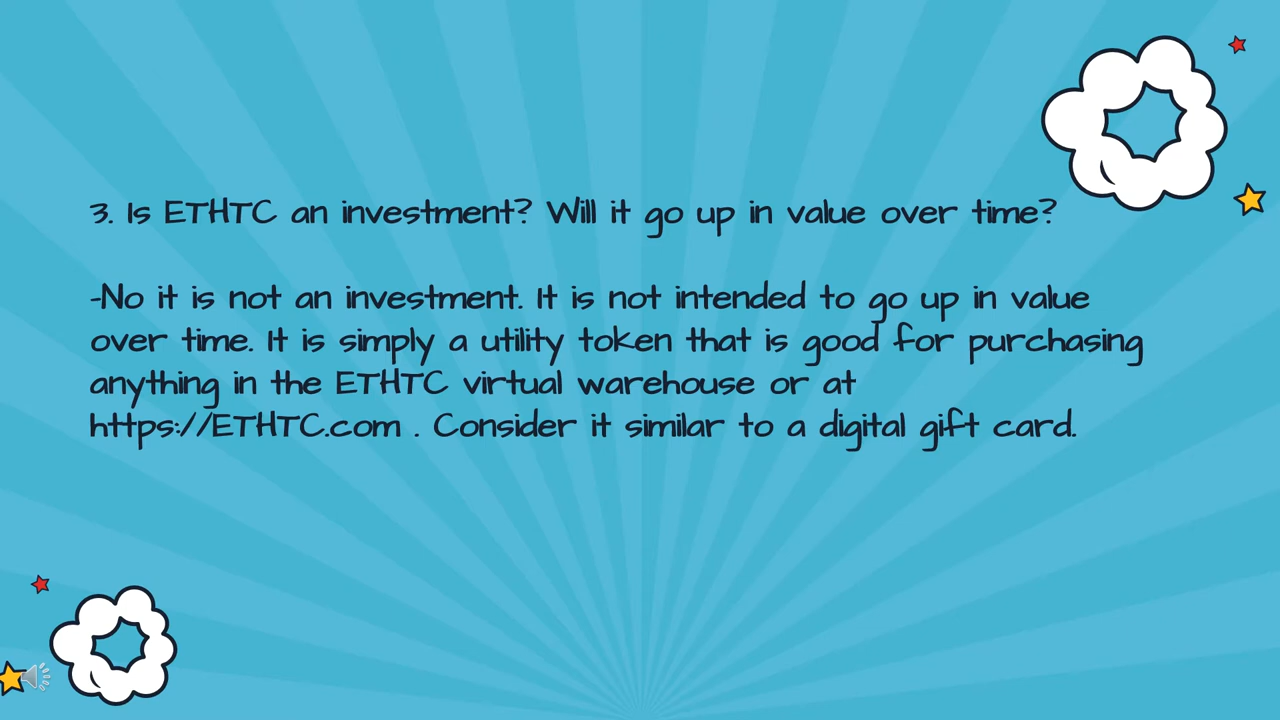 3. Is ETHTC an investment? Will it go up in value over time?
-No it is not an investment. It is not intended to go up in value
over time. It is simply a utility token that is good for purchasing
anything in the ETHTC virtual warehouse or at
https://ETHTC.com . Consider it similar to a digital gift card.